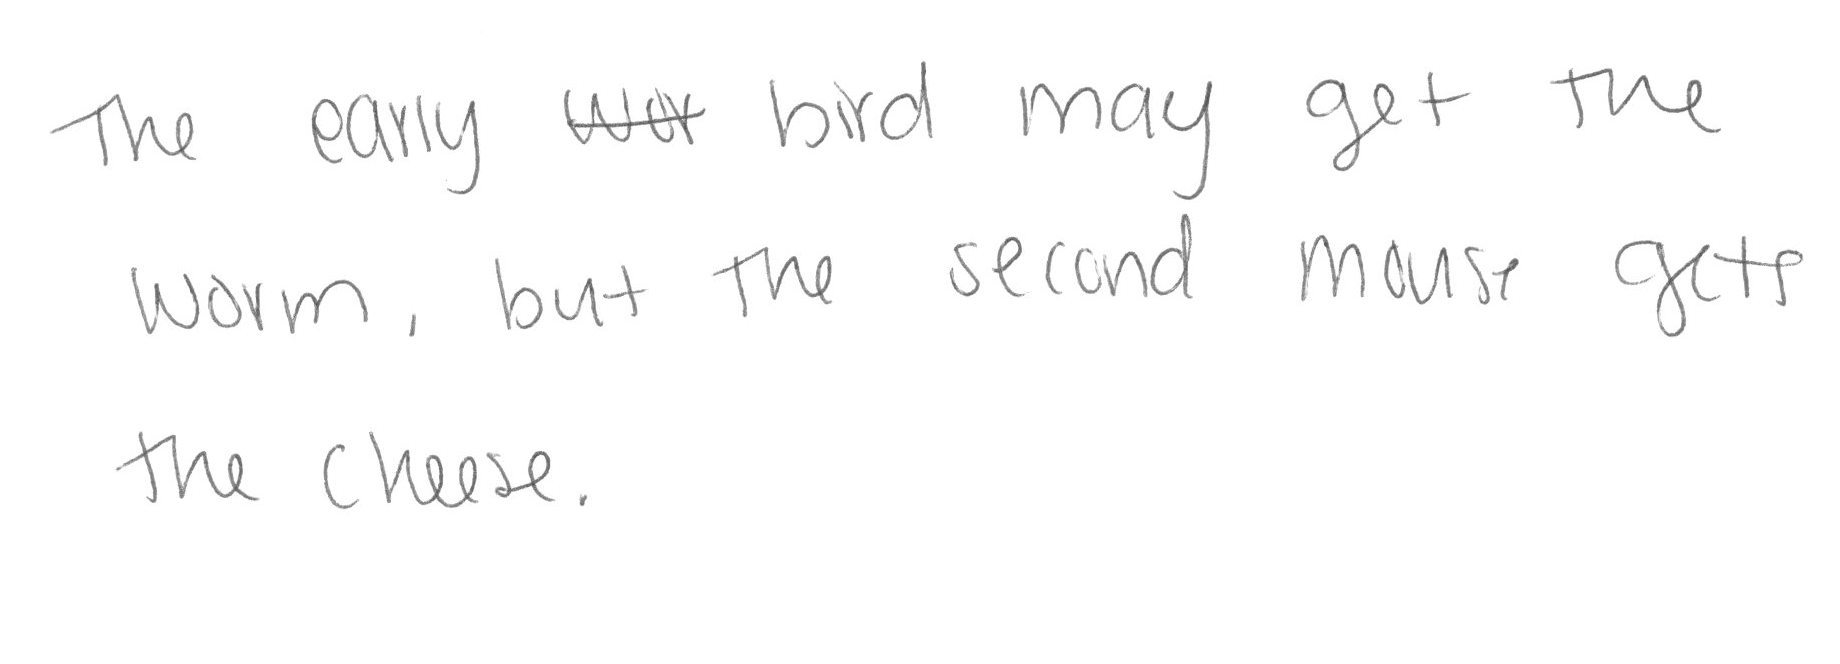 The early wor bird may get the
worm, but the second mouse gets
the cheese.